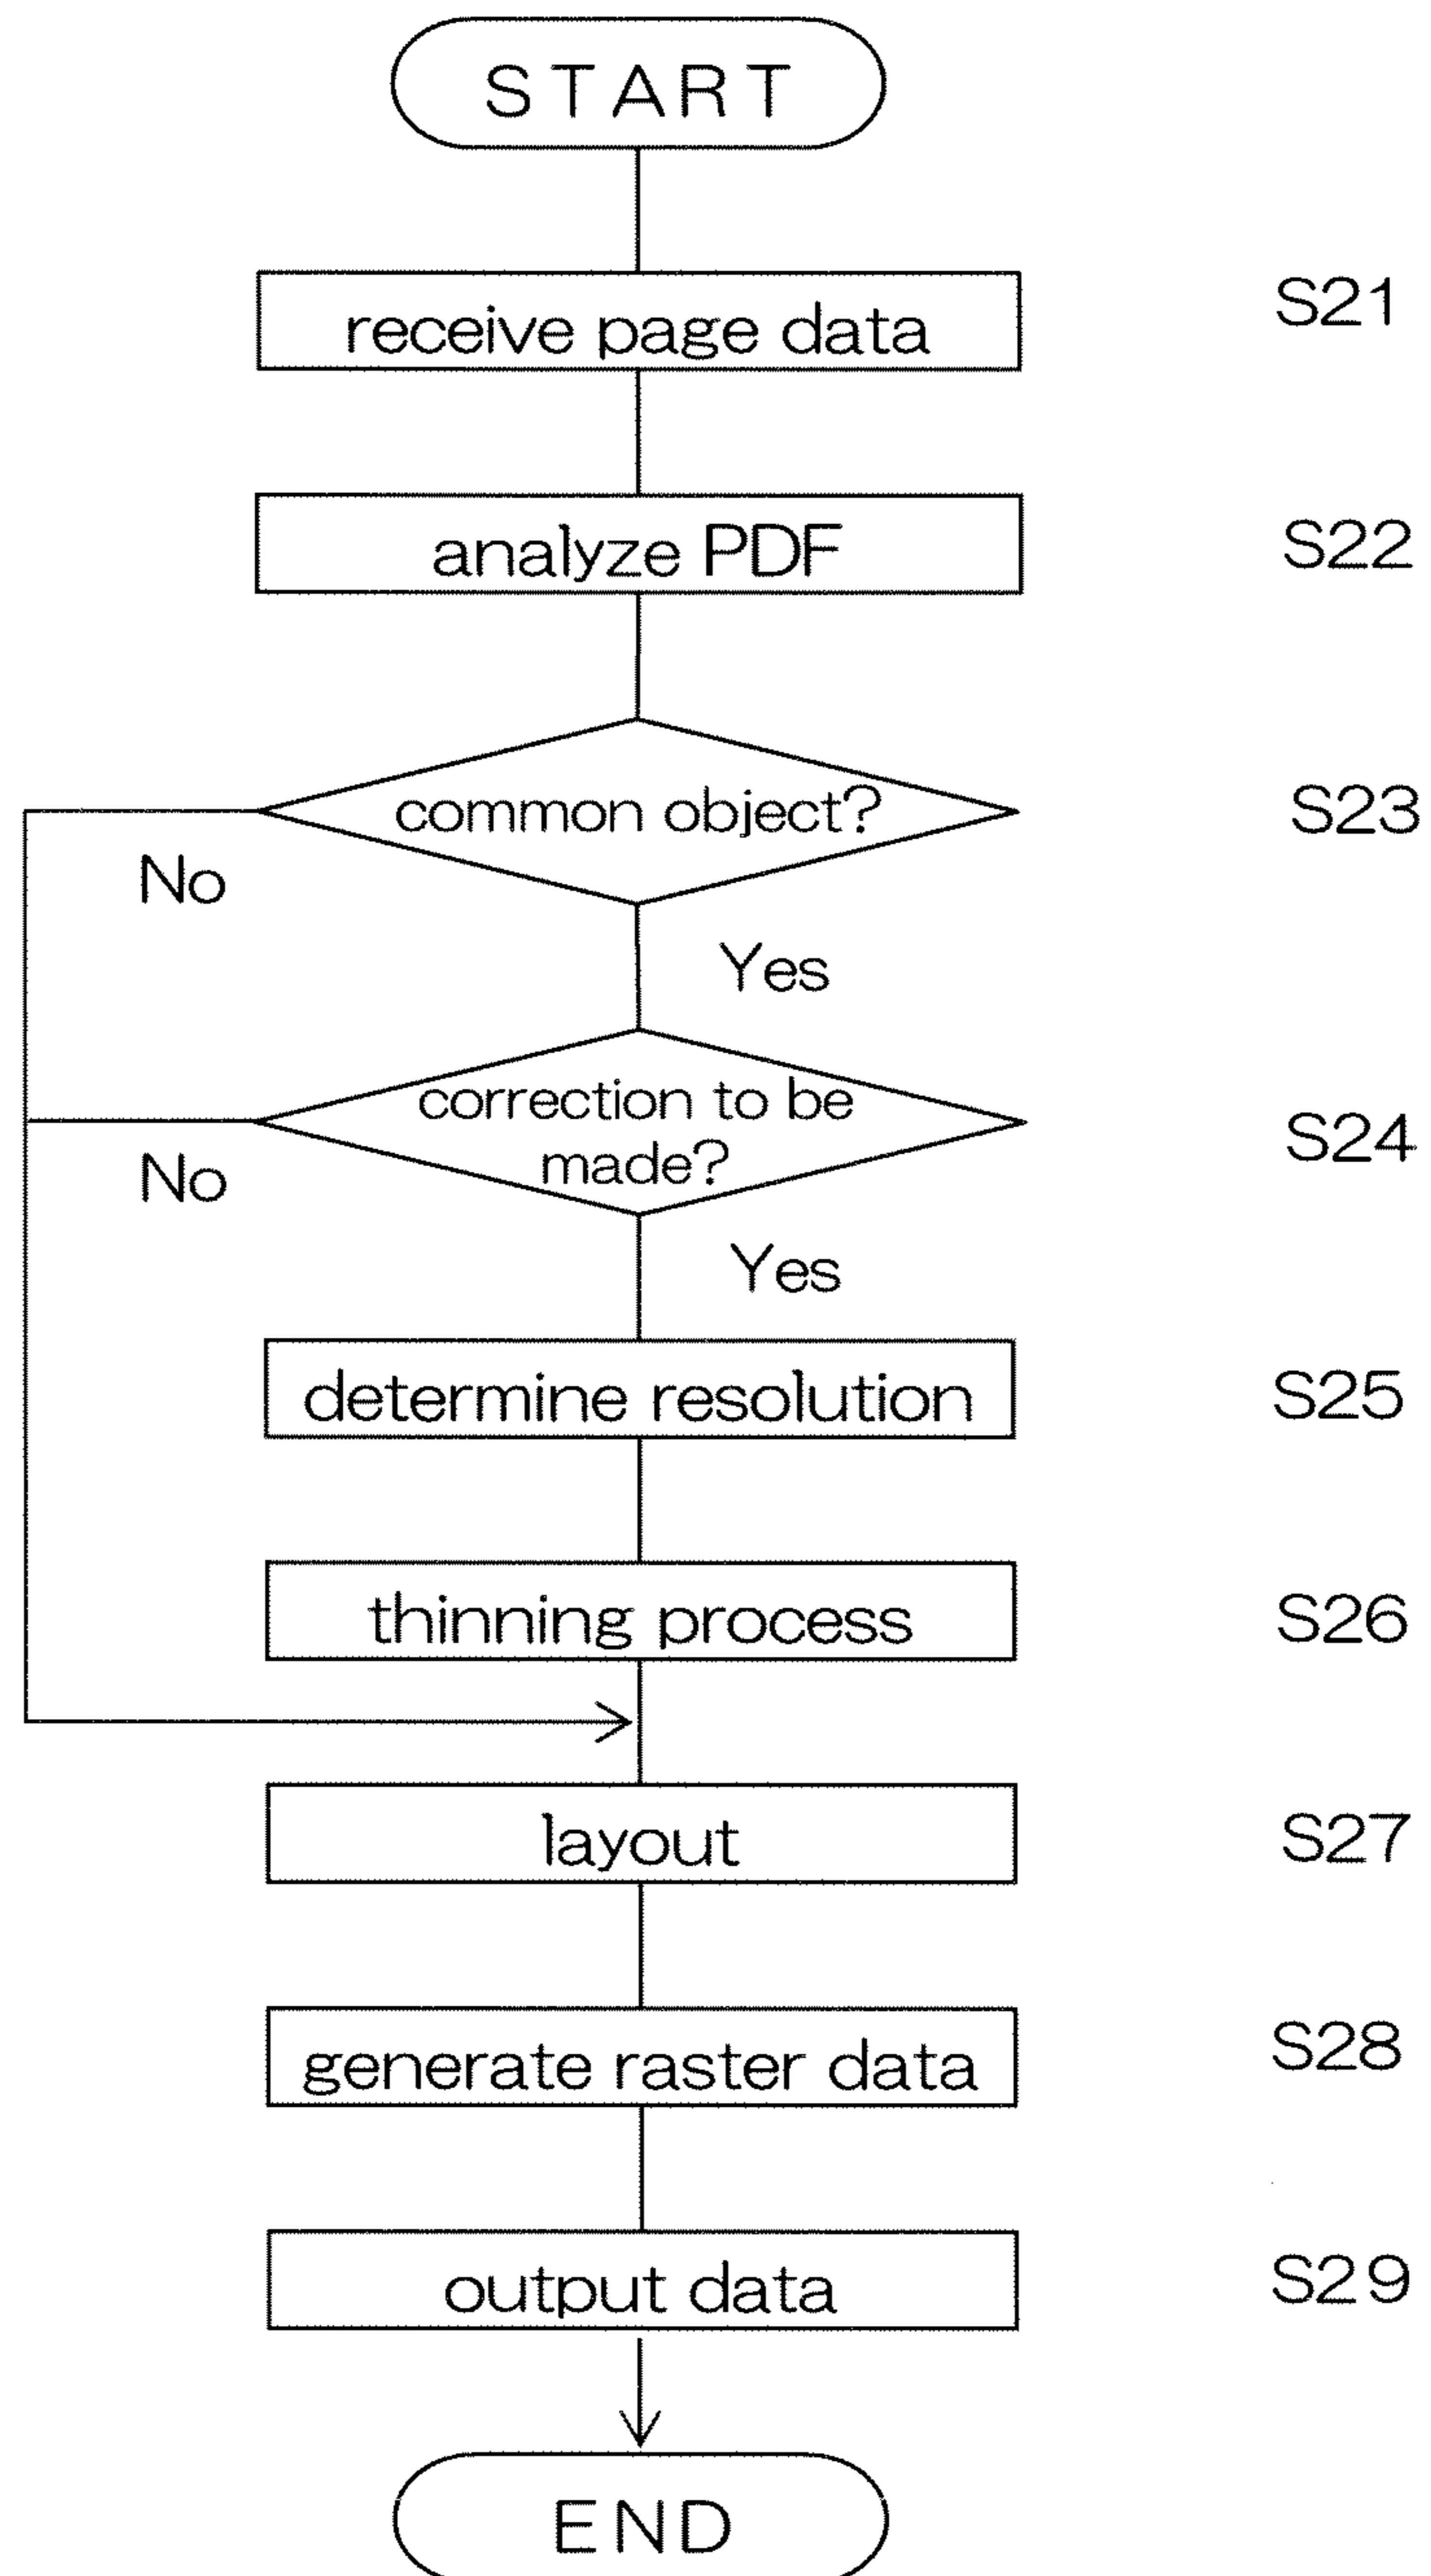 START
receive page data S21
analyze PDF S22
common object? S23
No
Yes
correction to be
made? S24
No
Yes
determine resolution S25
thinning process S26
layout S27
generate raster data S28
output data S29
END